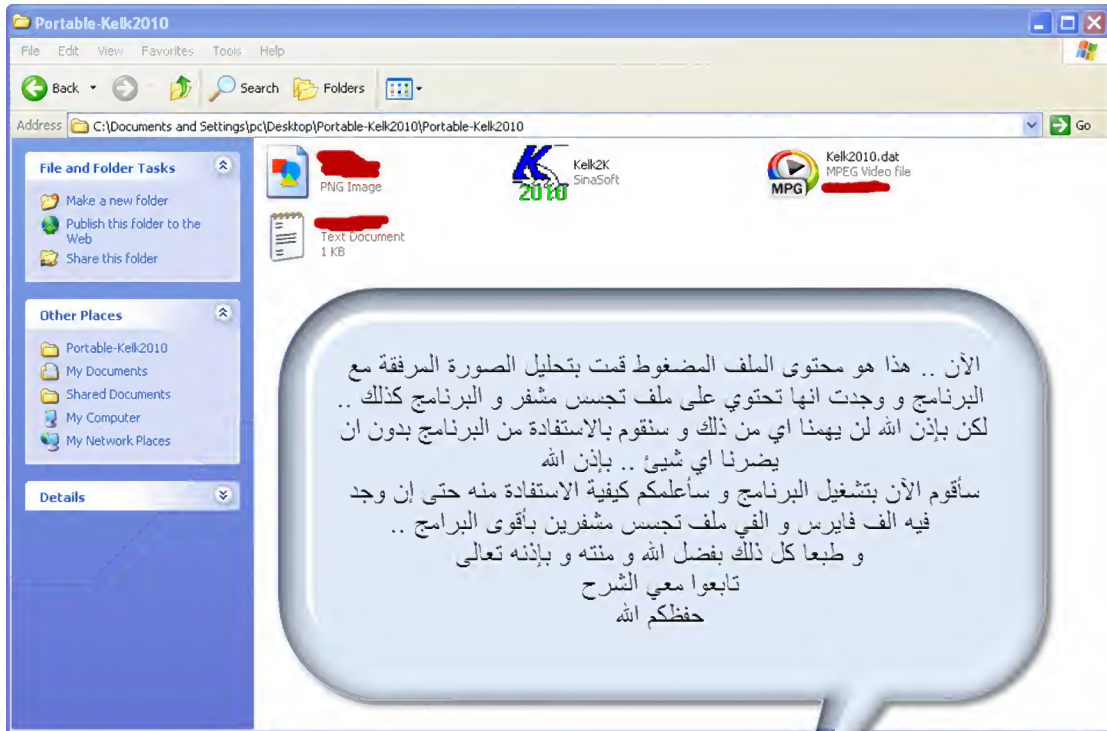 Portable-Kelk2010
File Edit View Favorites Tools Help
Back Search Folders
Address C:\Documents and Settings\pc\Desktop\Portable-Kelk2010\Portable-Kelk2010 Go
File and Folder Tasks
Make a new folder
Publish this folder to the
Web
Share this folder
Other Places
Portable-Kelk2010
My Documents
Shared Documents
My Computer
My Network Places
Details
PNG Image
K
2010
Kelk2K
SinaSoft
MPG
Kelk2010.dat
MPEG Video file
Text Document
1 KB
الآن .. هذا هو محتوى الملف المضغوط قمت بتحليل الصورة المرفقة مع
البرنامج و وجدت انها تحتوي على ملف تجسس مشفر و البرنامج كذلك ..
لكن بإذن الله لن يهمنا اي من ذلك و سنقوم بالاستفادة من البرنامج بدون ان
يضرنا اي شيئ .. بإذن الله
سأقوم الآن بتشغيل البرنامج و سأعلمكم كيفية الاستفادة منه حتى إن وجد
فيه الف فايرس و الفي ملف تجسس مشفرين بأقوى البرامج ..
و طبعا كل ذلك بفضل الله و منته و بإذنه تعالى
تابعوا معي الشرح
حفظكم الله